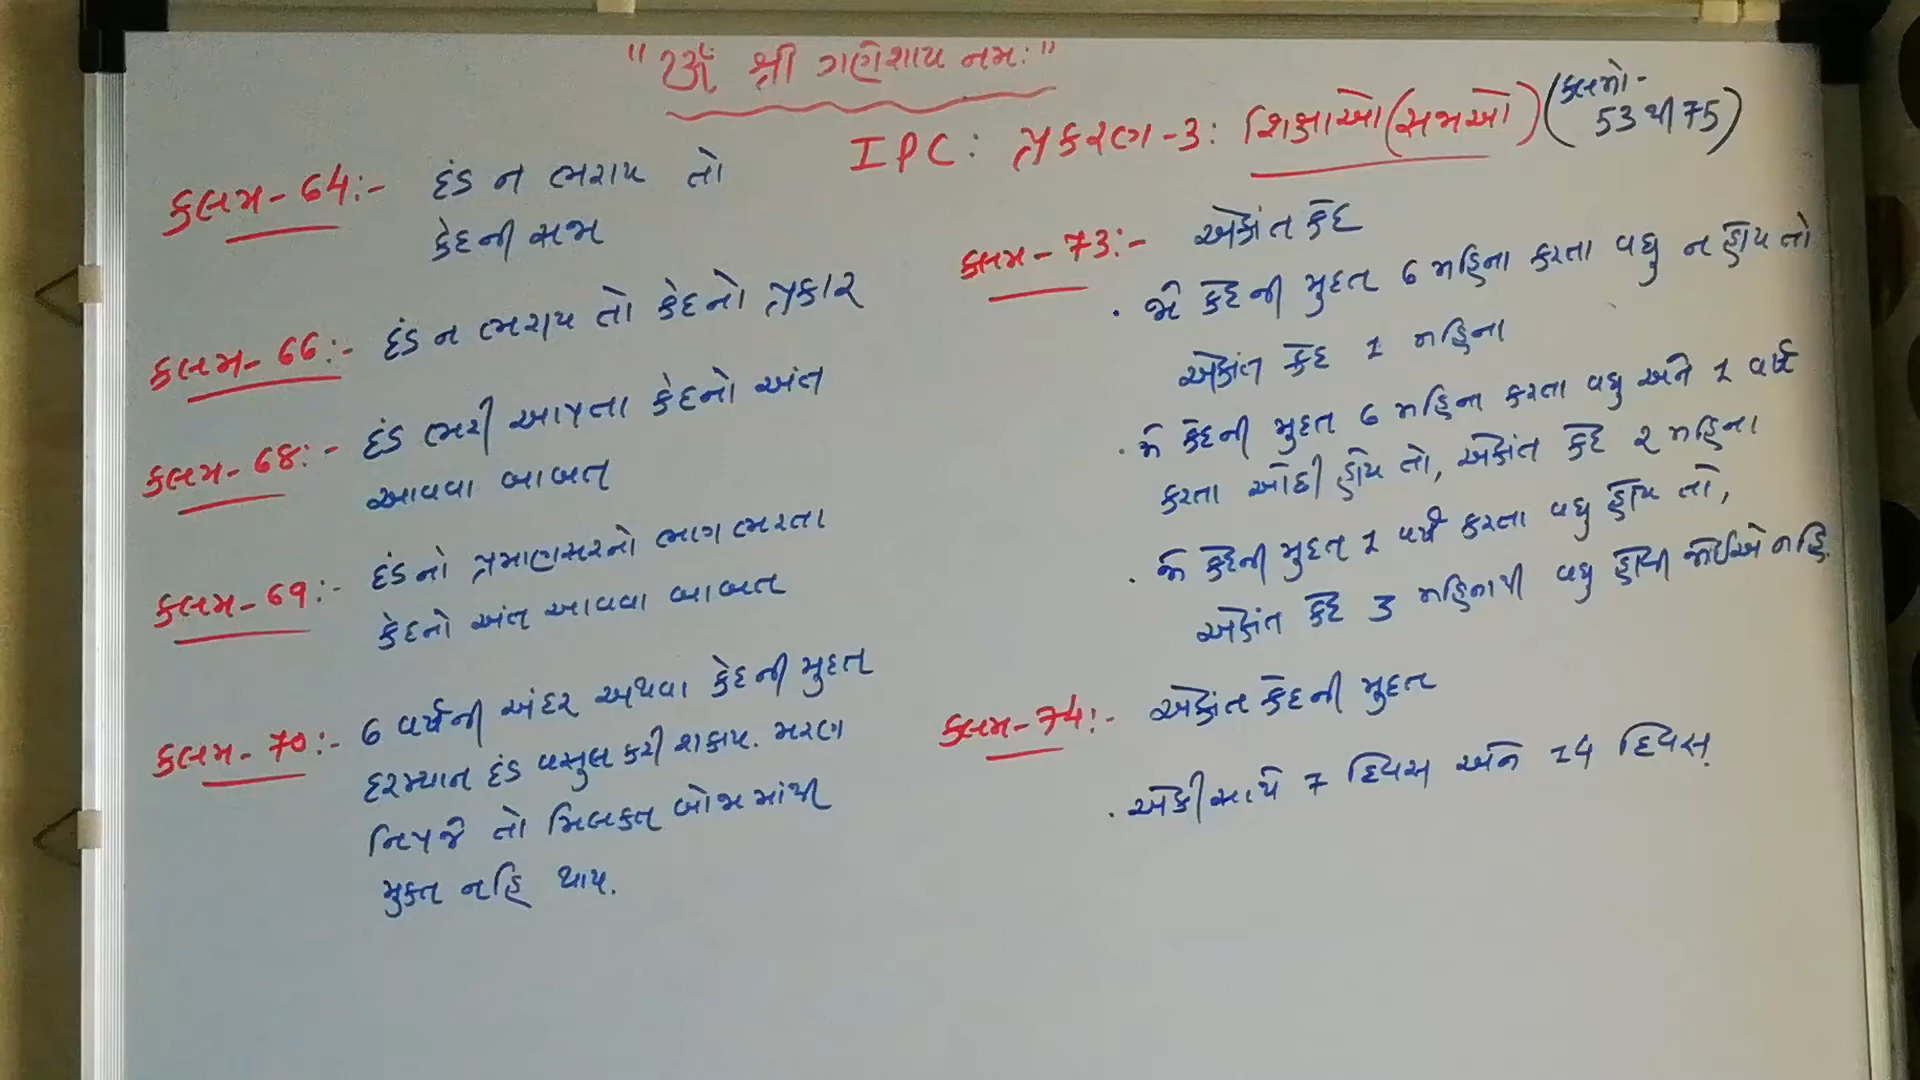 "ૐ શ્રી ગણેશાય નમઃ"
IPC: પ્રકરણ-3: શિક્ષાઓ(સજાઓ) (કલમો- 53 થી 75)
કલમ-64:- દંડ ન ભરાય તો
કેદની સજા
કલમ-66:- દંડ ન ભરાય તો કેદનો પ્રકાર
કલમ-68:- દંડ ભરી આપતા કેદનો અંત
આવવા બાબત
કલમ-69:- દંડનો પ્રમાણસરનો ભાગ ભરતા
કેદનો અંત આવવા બાબત
કલમ-70:- 6 વર્ષની અંદર અથવા કેદની મુદત
દરમ્યાન દંડ વસુલ કરી શકાય. મરણ
નિપજે તો મિલકત બોજામાંથી
મુક્ત નહિ થાય.
કલમ-73:- એકાંત કેદ
. જો કેદની મુદત 6 મહિના કરતા વધુ ન હોય તો
એકાંત કેદ 1 મહિના
. જો કેદની મુદત 6 મહિના કરતા વધુ અને 1 વર્ષ
કરતા ઓછી હોય તો, એકાંત કેદ 2 મહિના
. જો કેદની મુદત 1 વર્ષ કરતા વધુ હોય તો,
એકાંત કેદ 3 મહિનાથી વધુ હોવી જોઈએ નહિ.
કલમ-74:- એકાંત કેદની મુદત
. એકીસાથે 7 દિવસ અને 14 દિવસ.